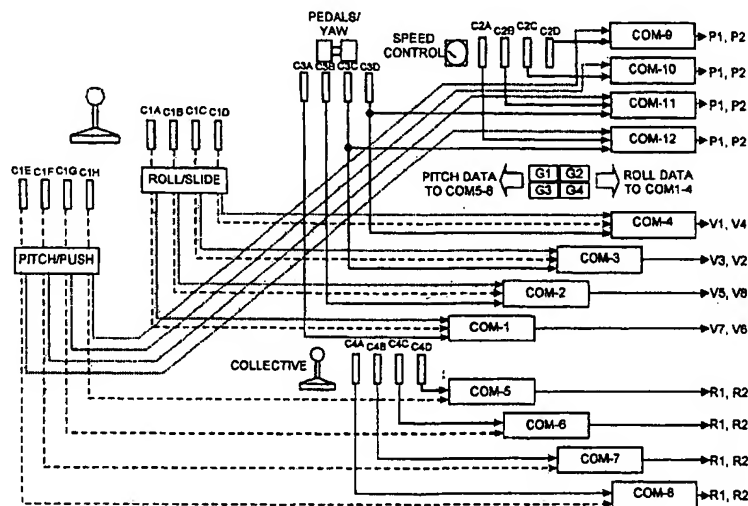 PEDALS/
YAW
SPEED
CONTROL
C2A
C2B
C2C
C2D
COM-9
P1, P2
COM-10
P1, P2
COM-11
P1, P2
COM-12
P1, P2
C3A
C3B
C3C
C3D
C1A
C1B
C1C
C1D
ROLL/SLIDE
C1E
C1F
C1G
C1H
PITCH/PUSH
PITCH DATA
TO COM5-8
G1 G2
G3 G4
ROLL DATA
TO COM1-4
COM-4
V1, V4
COM-3
V3, V2
COM-2
V5, V8
COM-1
V7, V6
COLLECTIVE
C4A
C4B
C4C
C4D
COM-5
R1, R2
COM-6
R1, R2
COM-7
R1, R2
COM-8
R1, R2